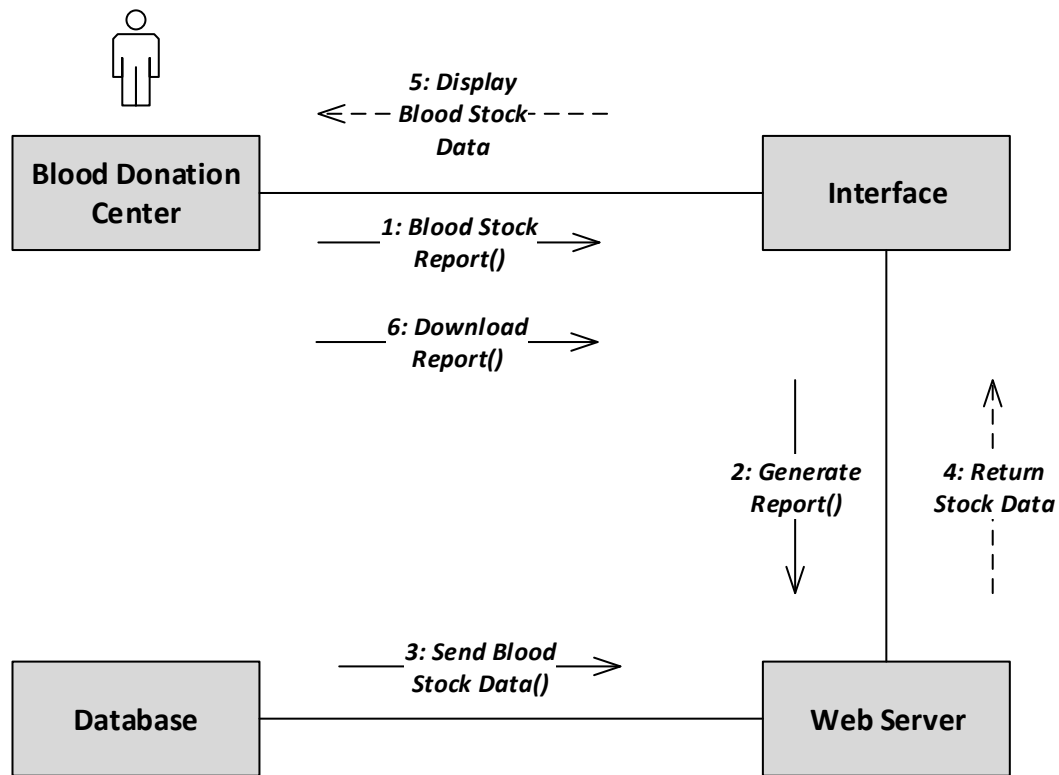 5: Display
Blood Stock
Data
Blood Donation
Center
Interface
1: Blood Stock
Report()
6: Download
Report()
2: Generate
Report()
4: Return
Stock Data
3: Send Blood
Stock Data()
Database
Web Server